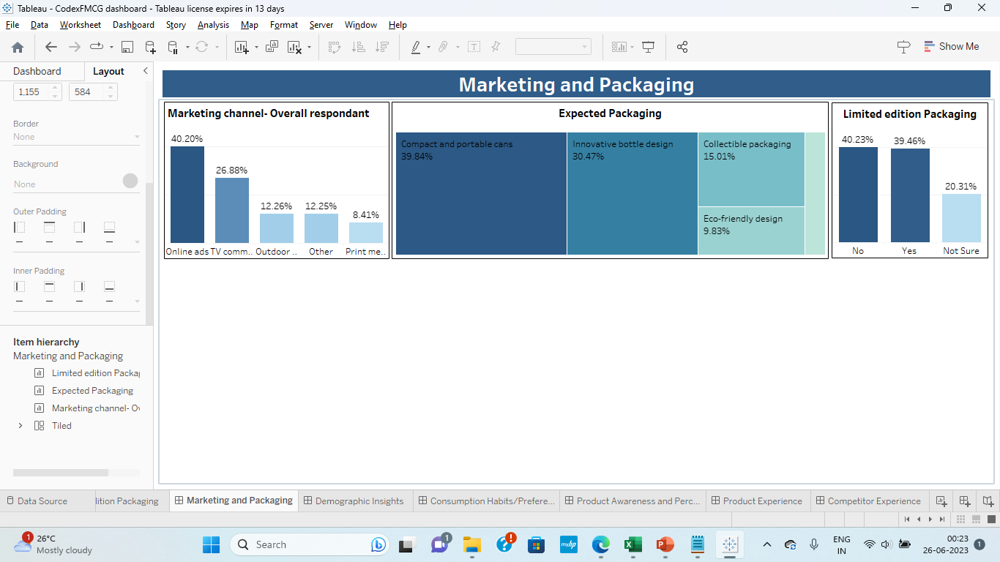 Tableau - CodexFMCG dashboard - Tableau license expires in 13 days
File Data Worksheet Dashboard Story Analysis Map Format Server Window Help
Show Me
Dashboard Layout
1,155 584
Border
None
Background
None
Outer Padding
Inner Padding
Item hierarchy
Marketing and Packaging
Limited edition Packag
Expected Packaging
Marketing channel- Ov
Tiled
Marketing and Packaging
Marketing channel- Overall respondant
40.20%
26.88%
12.26%
12.25%
8.41%
Online ads TV comm.. Outdoor .. Other Print me..
Expected Packaging
Compact and portable cans
39.84%
Innovative bottle design
30.47%
Collectible packaging
15.01%
Eco-friendly design
9.83%
Limited edition Packaging
40.23%
39.46%
20.31%
No Yes Not Sure
Data Source lition Packaging Marketing and Packaging Demographic Insights Consumption Habits/Prefere... Product Awareness and Perc... Product Experience Competitor Experience
1
26°C
Mostly cloudy
Search
1
!
myhp
ENG
IN
00:23
26-06-2023
1